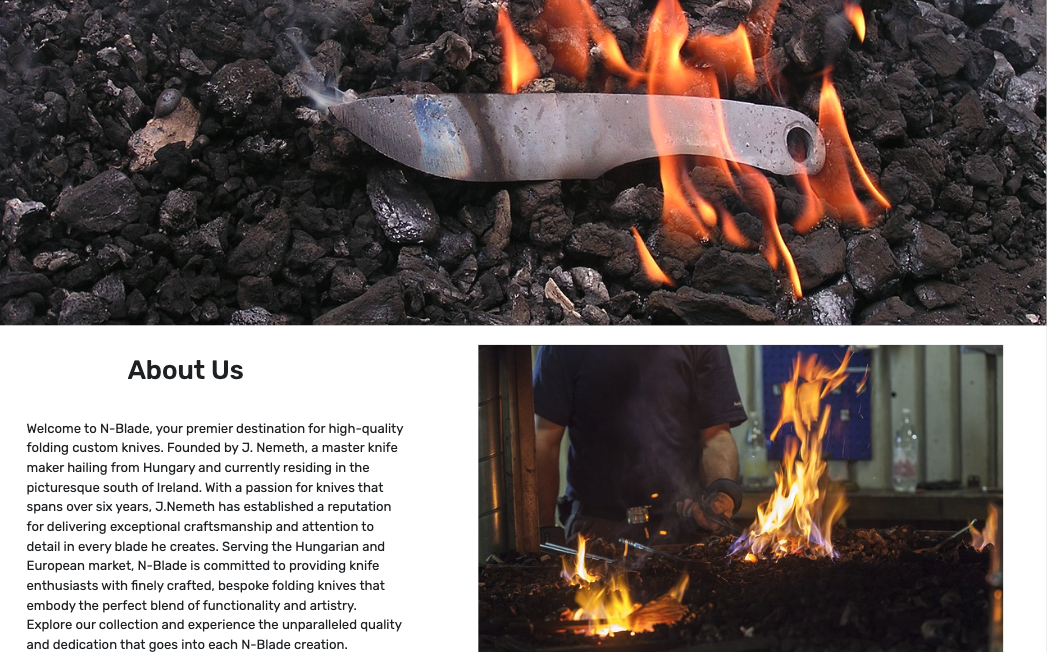 About Us
Welcome to N-Blade, your premier destination for high-quality
folding custom knives. Founded by J. Nemeth, a master knife
maker hailing from Hungary and currently residing in the
picturesque south of Ireland. With a passion for knives that
spans over six years, J.Nemeth has established a reputation
for delivering exceptional craftsmanship and attention to
detail in every blade he creates. Serving the Hungarian and
European market, N-Blade is committed to providing knife
enthusiasts with finely crafted, bespoke folding knives that
embody the perfect blend of functionality and artistry.
Explore our collection and experience the unparalleled quality
and dedication that goes into each N-Blade creation.